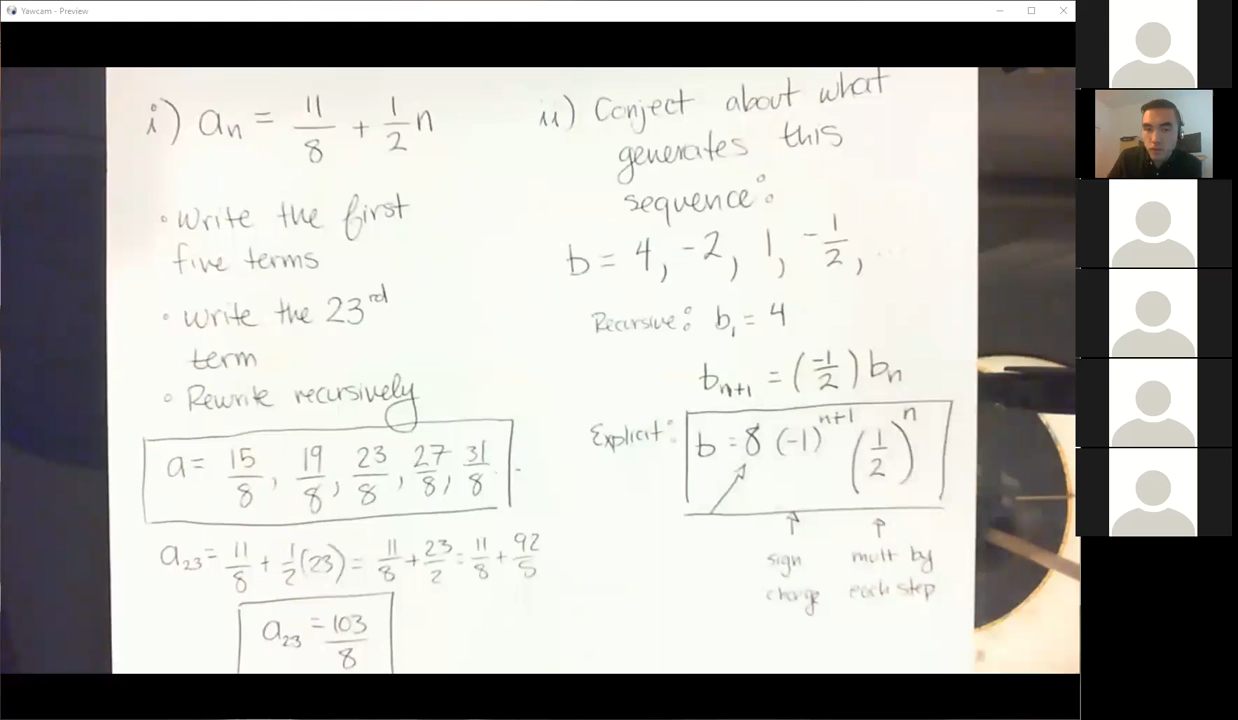 Yawcam - Preview
i) aₙ = 11/8 + 1/2 n
• Write the first
five terms
• Write the 23rd
term
• Rewrite recursively
a = 15/8, 19/8, 23/8, 27/8, 31/8
a₂₃ = 11/8 + 1/2 (23) = 11/8 + 23/2 = 11/8 + 92/8
a₂₃ = 103/8
ii) Conject about what
generates this
sequence:
b = 4, -2, 1, -1/2, ...
Recursive: b₁ = 4
bₙ₊₁ = (-1/2) bₙ
Explicit: b = 8 (-1)ⁿ⁺¹ (1/2)ⁿ
sign
change
mult by
each step